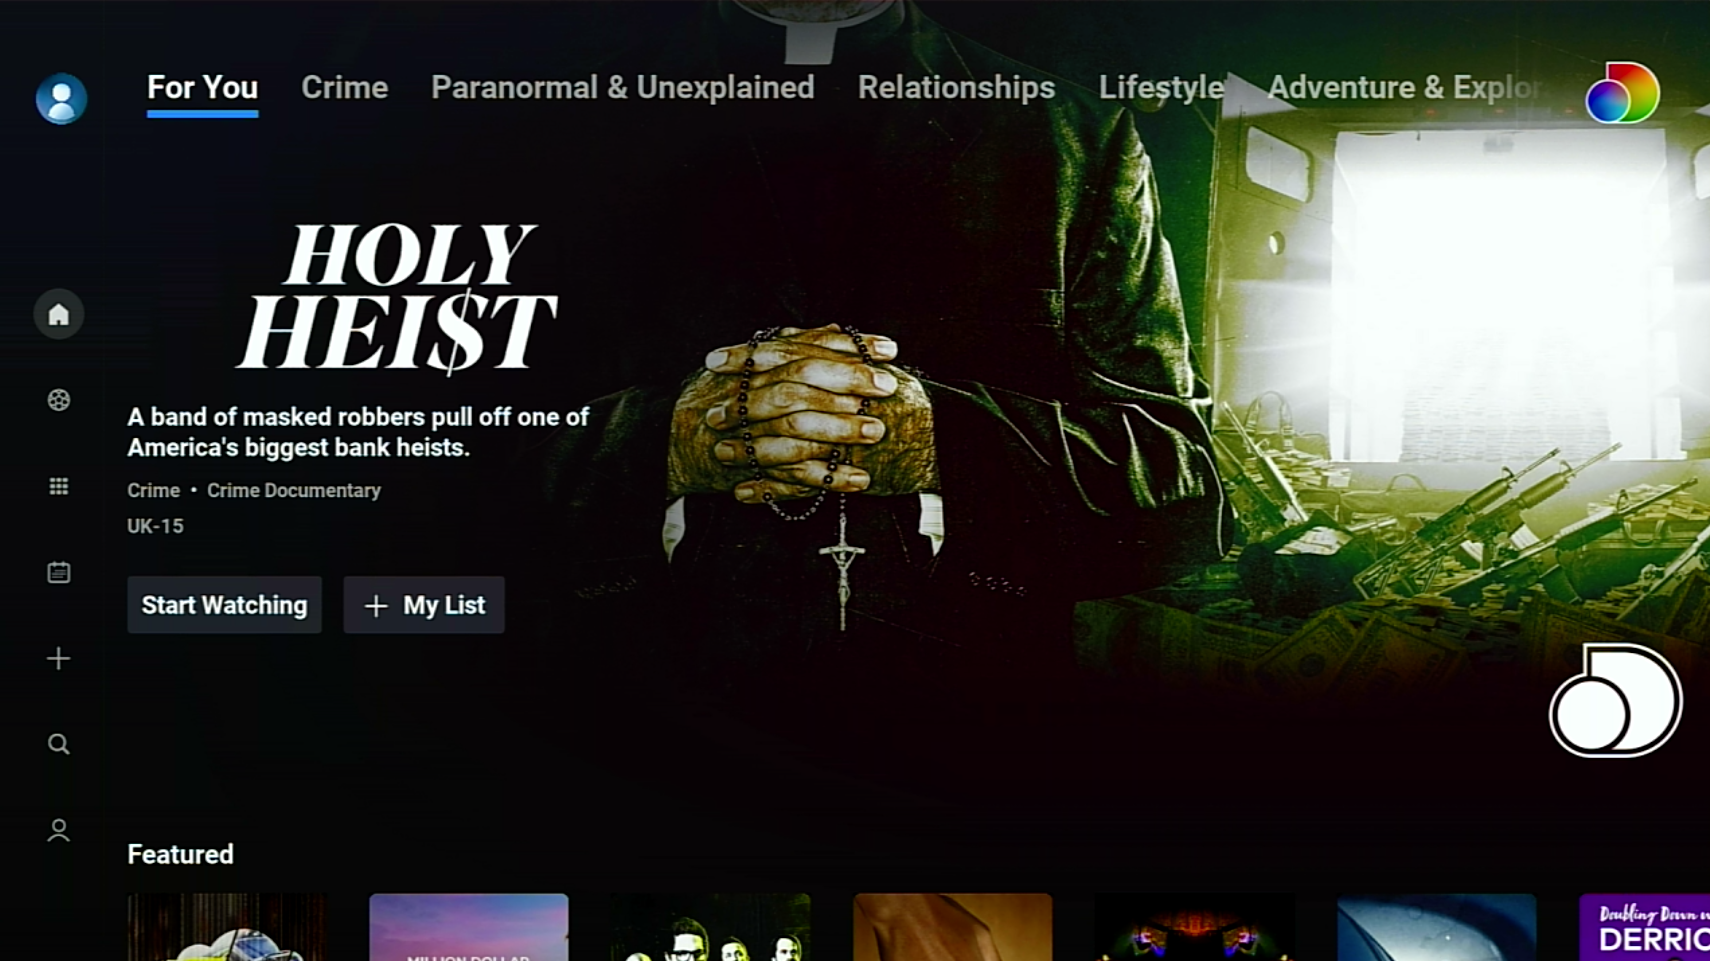 For You Crime Paranormal & Unexplained Relationships Lifestyle Adventure & Explor
HOLY
HEI$T
A band of masked robbers pull off one of
America's biggest bank heists.
Crime • Crime Documentary
UK-15
Start Watching + My List
Featured
MILLION DOLLAR
Doubling Down
DERRIC